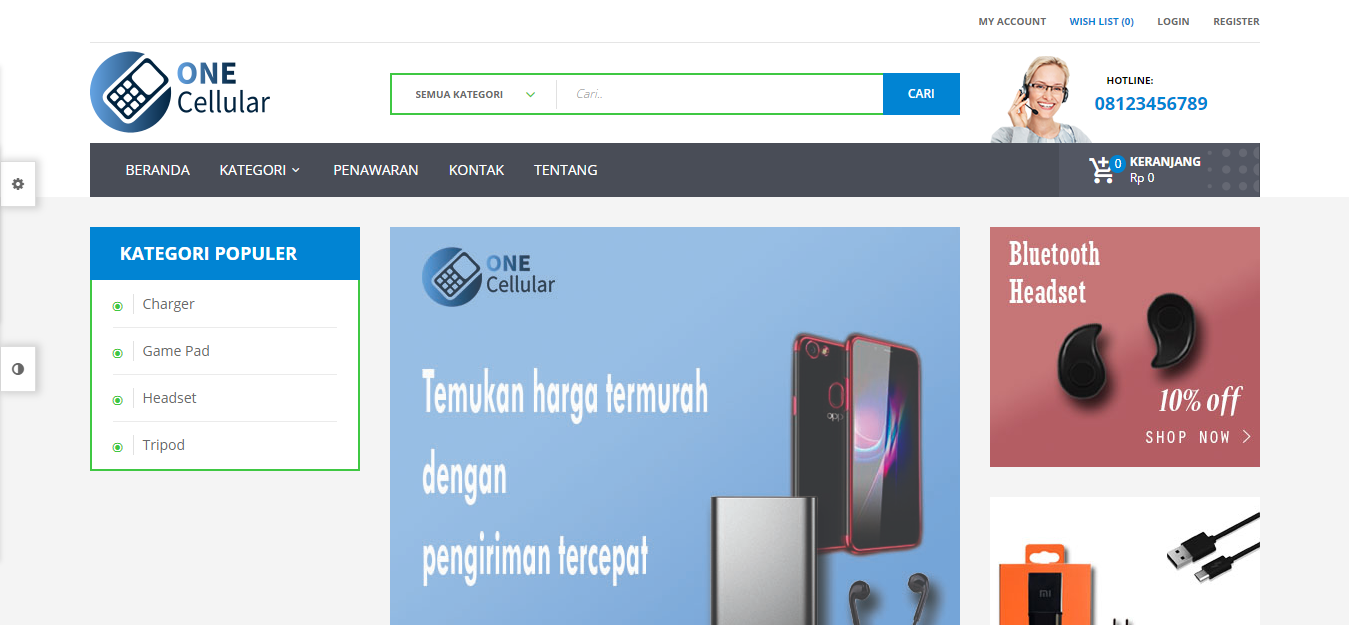 MY ACCOUNT WISH LIST (0) LOGIN REGISTER
ONE
Cellular
SEMUA KATEGORI Cari.. CARI
HOTLINE:
08123456789
BERANDA KATEGORI PENAWARAN KONTAK TENTANG
0 KERANJANG
Rp 0
KATEGORI POPULER
Charger
Game Pad
Headset
Tripod
ONE
Cellular
Temukan harga termurah
dengan
pengiriman tercepat
oppo
Bluetooth
Headset
10% off
SHOP NOW
MI